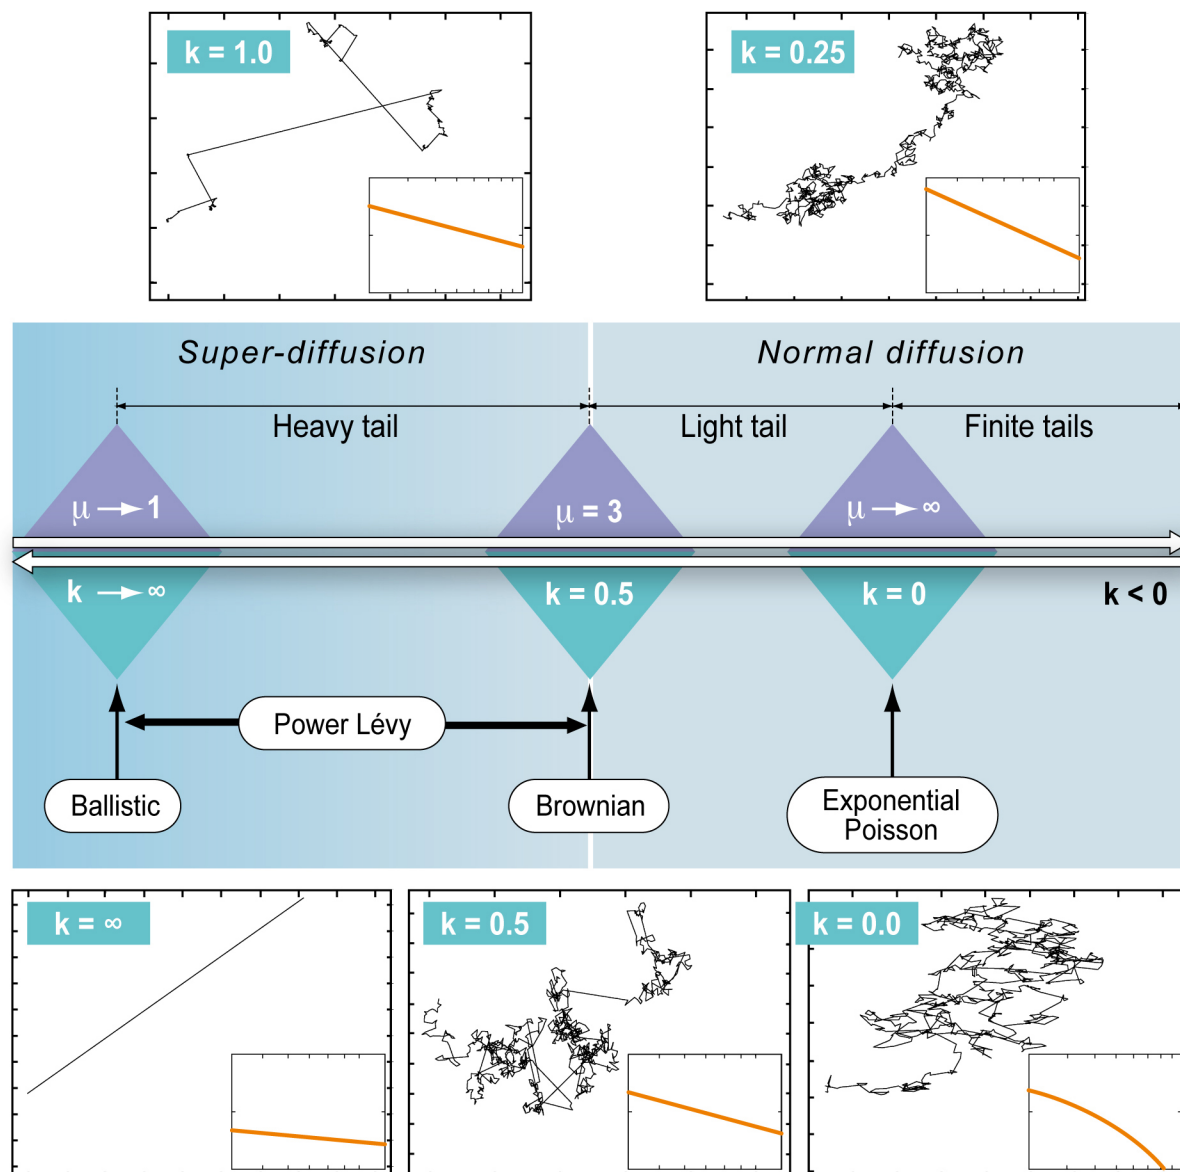 k = 1.0
k = 0.25
Super-diffusion
Normal diffusion
Heavy tail
Light tail
Finite tails
μ → 1
μ = 3
μ → ∞
k → ∞
k = 0.5
k = 0
k < 0
Power Lévy
Ballistic
Brownian
Exponential
Poisson
k = ∞
k = 0.5
k = 0.0